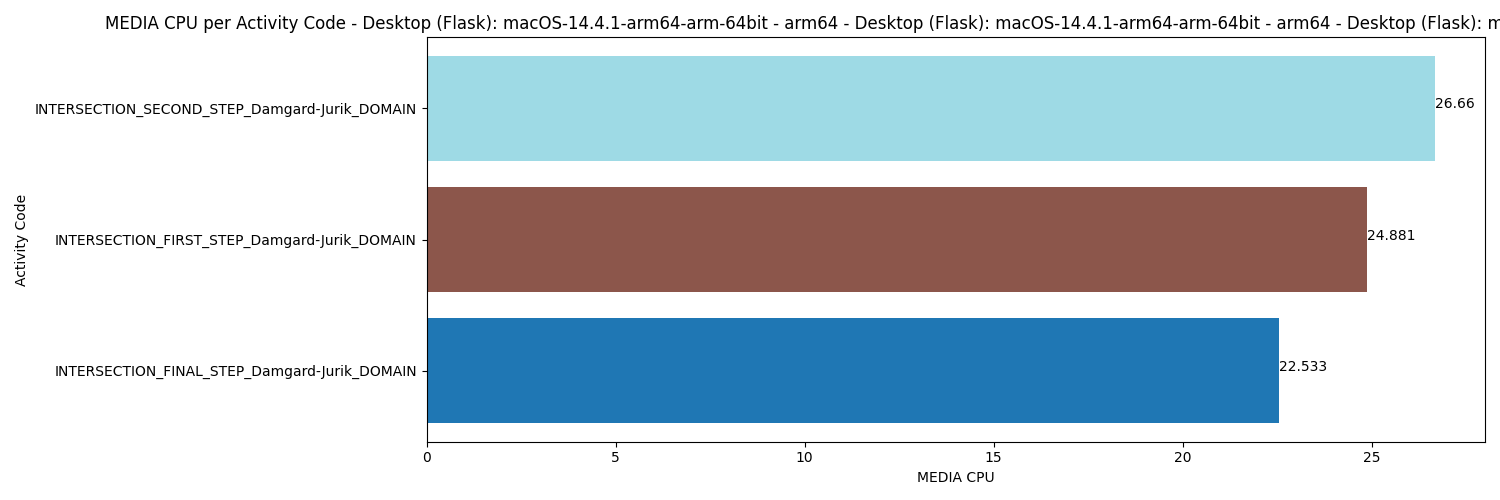 MEDIA CPU per Activity Code - Desktop (Flask): macOS-14.4.1-arm64-arm-64bit - arm64 - Desktop (Flask): macOS-14.4.1-arm64-arm-64bit - arm64 - Desktop (Flask):
INTERSECTION_SECOND_STEP_Damgard-Jurik_DOMAIN
26.66
INTERSECTION_FIRST_STEP_Damgard-Jurik_DOMAIN
24.881
INTERSECTION_FINAL_STEP_Damgard-Jurik_DOMAIN
22.533
Activity Code
0 5 10 15 20 25
MEDIA CPU